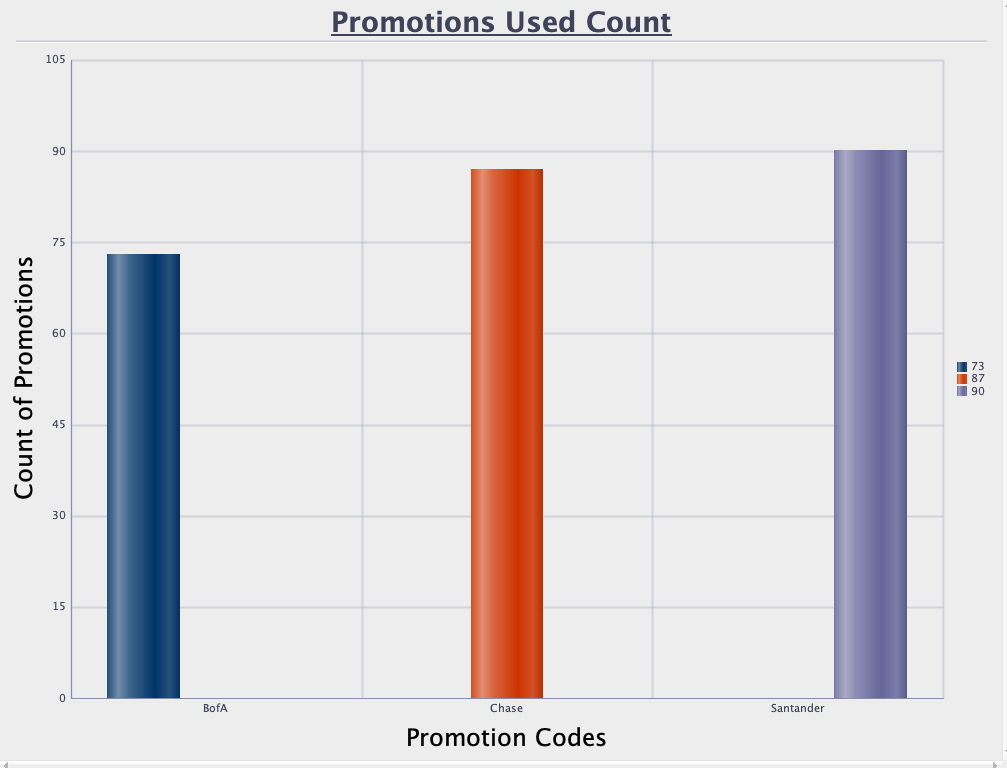 Promotions Used Count
105
90
75
60
45
30
15
0
Count of Promotions
BofA Chase Santander
Promotion Codes
73
87
90